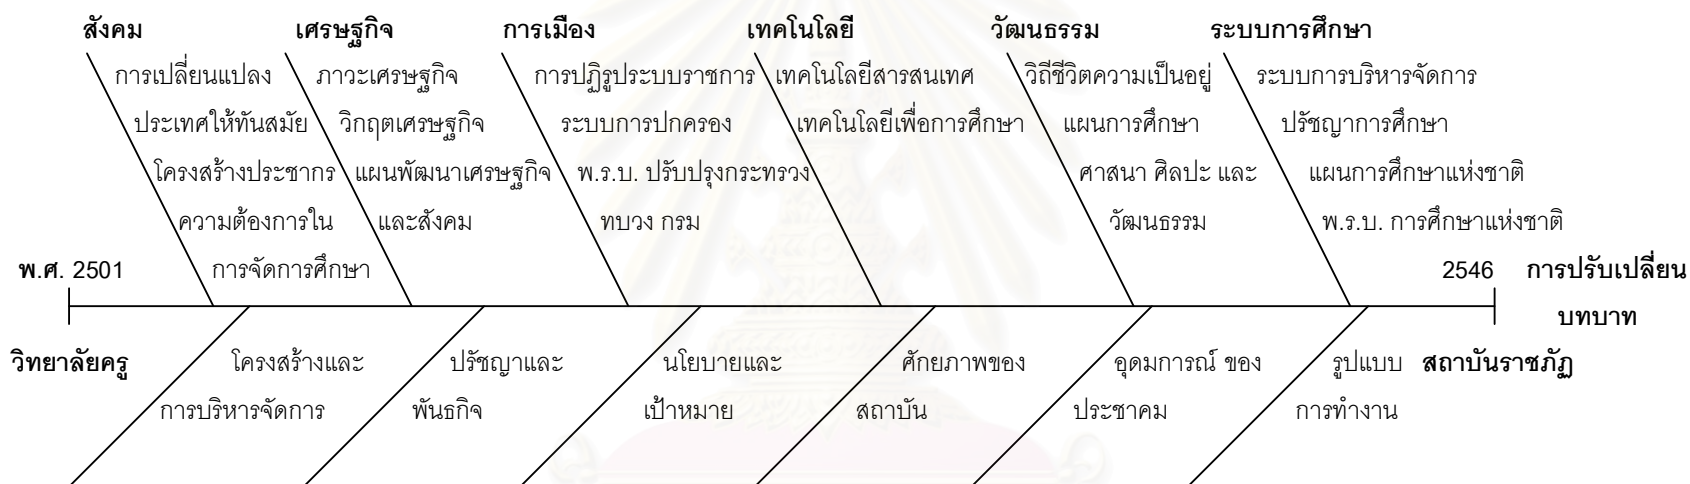 สังคม เศรษฐกิจ การเมือง เทคโนโลยี วัฒนธรรม ระบบการศึกษา
การเปลี่ยนแปลง ภาวะเศรษฐกิจ การปฏิรูประบบราชการ เทคโนโลยีสารสนเทศ วิถีชีวิตความเป็นอยู่ ระบบการบริหารจัดการ
ประเทศให้ทันสมัย วิกฤตเศรษฐกิจ ระบบการปกครอง เทคโนโลยีเพื่อการศึกษา แผนการศึกษา ปรัชญาการศึกษา
โครงสร้างประชากร แผนพัฒนาเศรษฐกิจ พ.ร.บ. ปรับปรุงกระทรวง ศาสนา ศิลปะ และ แผนการศึกษาแห่งชาติ
ความต้องการใน และสังคม ทบวง กรม วัฒนธรรม พ.ร.บ. การศึกษาแห่งชาติ
พ.ศ. 2501 การจัดการศึกษา 2546 การปรับเปลี่ยน
บทบาท
วิทยาลัยครู โครงสร้างและ ปรัชญาและ นโยบายและ ศักยภาพของ อุดมการณ์ ของ รูปแบบ สถาบันราชภัฏ
การบริหารจัดการ พันธกิจ เป้าหมาย สถาบัน ประชาคม การทำงาน